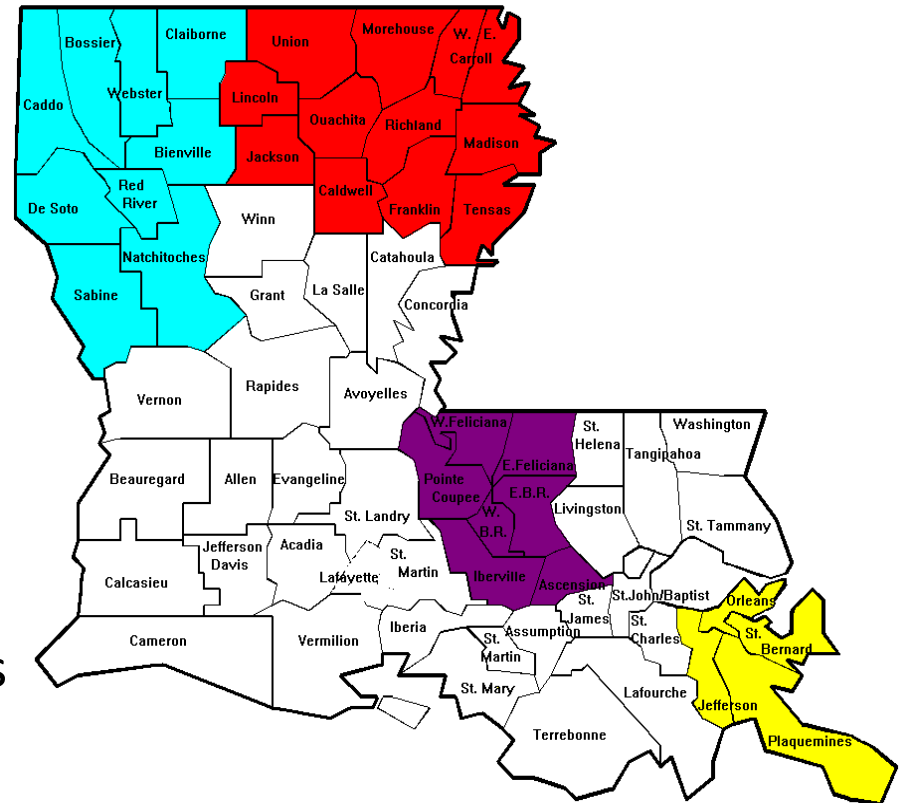 Bossier
Claiborne
Union
Morehouse
W. E.
Carroll
Caddo
Webster
Lincoln
Ouachita
Richland
Madison
Bienville
Jackson
Caldwell
Franklin
Tensas
De Soto
Red
River
Winn
Natchitoches
Catahoula
Sabine
Grant
La Salle
Concordia
Vernon
Rapides
Avoyelles
W.Feliciana
St.
Helena
Washington
Tangipahoa
E.Feliciana
Beauregard
Allen
Evangeline
Pointe
Coupee
E.B.R.
W.
B.R.
Livingston
St. Landry
St. Tammany
Jefferson
Davis
Acadia
St.
Martin
Calcasieu
Lafayette
Iberville
Ascension
St.John/Baptist
Orleans
St.
James
St.
Charles
St.
Bernard
Cameron
Vermilion
Iberia
Assumption
St.
Martin
St. Mary
Lafourche
Jefferson
Terrebonne
Plaquemines
s